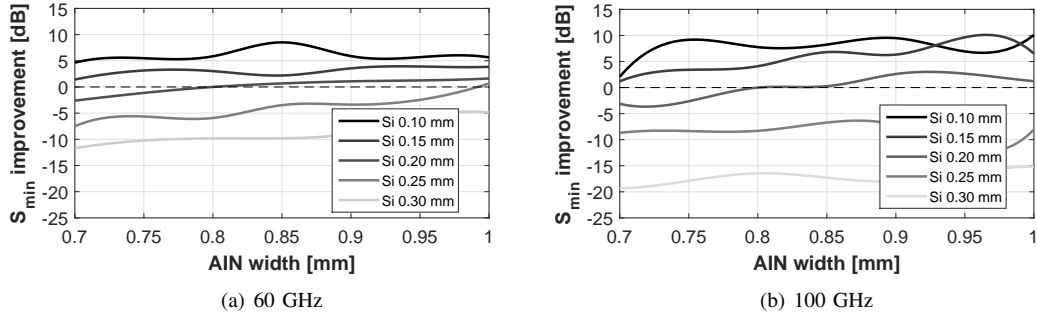 15
10
5
0
-5
-10
-15
-20
-25
S_min improvement [dB]
Si 0.10 mm
Si 0.15 mm
Si 0.20 mm
Si 0.25 mm
Si 0.30 mm
0.7 0.75 0.8 0.85 0.9 0.95 1
AlN width [mm]
(a) 60 GHz
15
10
5
0
-5
-10
-15
-20
-25
S_min improvement [dB]
Si 0.10 mm
Si 0.15 mm
Si 0.20 mm
Si 0.25 mm
Si 0.30 mm
0.7 0.75 0.8 0.85 0.9 0.95 1
AlN width [mm]
(b) 100 GHz